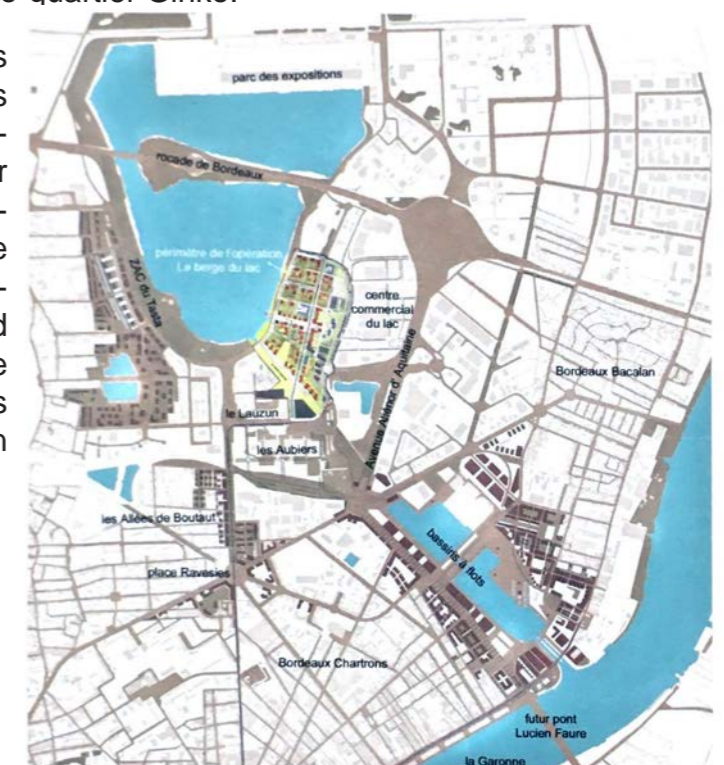 quartier Ginko.
s
s
-
r
-
e
-
d
e
s
n
parc des expositions
rocade de Bordeaux
périmètre de l'opération
La berge du lac
ZAC du Tasta
centre
commercial
du lac
Avenue Aliénor d' Aquitaine
Bordeaux Bacalan
le Lauzun
les Aubiers
les Allées de Boutaut
bassins à flots
place Ravesies
Bordeaux Chartrons
futur pont
Lucien Faure
la Garonne